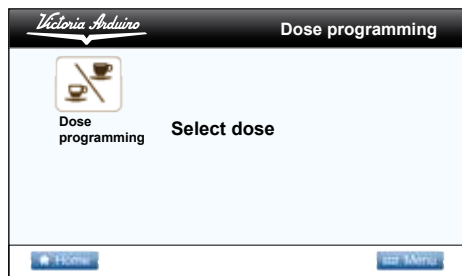 Victoria Arduino
Dose programming
Dose
programming
Select dose
Home
Menu